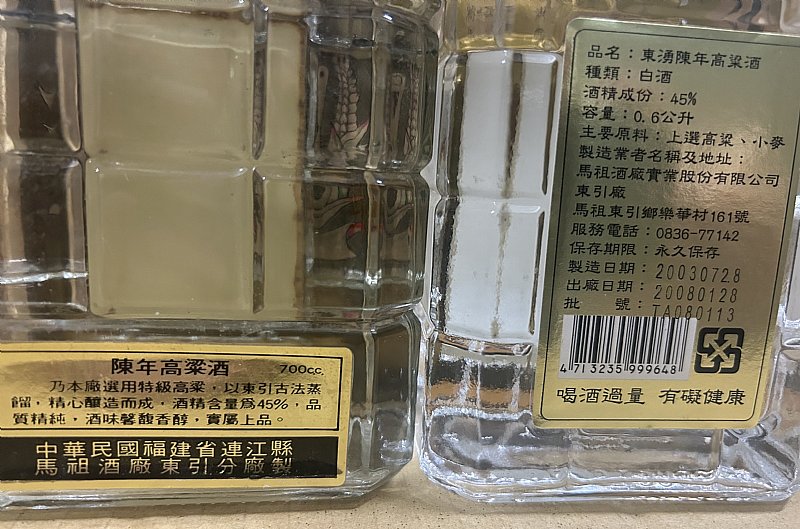 陳年高粱酒 700c.c.
乃本廠選用特級高粱，以東引古法蒸
餾，精心釀造而成，酒精含量為45%，品
質精純，酒味馨馥香醇，實屬上品。
中華民國福建省連江縣
馬祖酒廠東引分廠製
品名：東湧陳年高粱酒
種類：白酒
酒精成份：45%
容量：0.6公升
主要原料：上選高粱、小麥
製造業者名稱及地址：
馬祖酒廠實業股份有限公司
東引廠
馬祖東引鄉樂華村161號
服務電話：0836-77142
保存期限：永久保存
製造日期：20030728
出廠日期：20080128
批 號：TA080113
4713235999648
喝酒過量 有礙健康